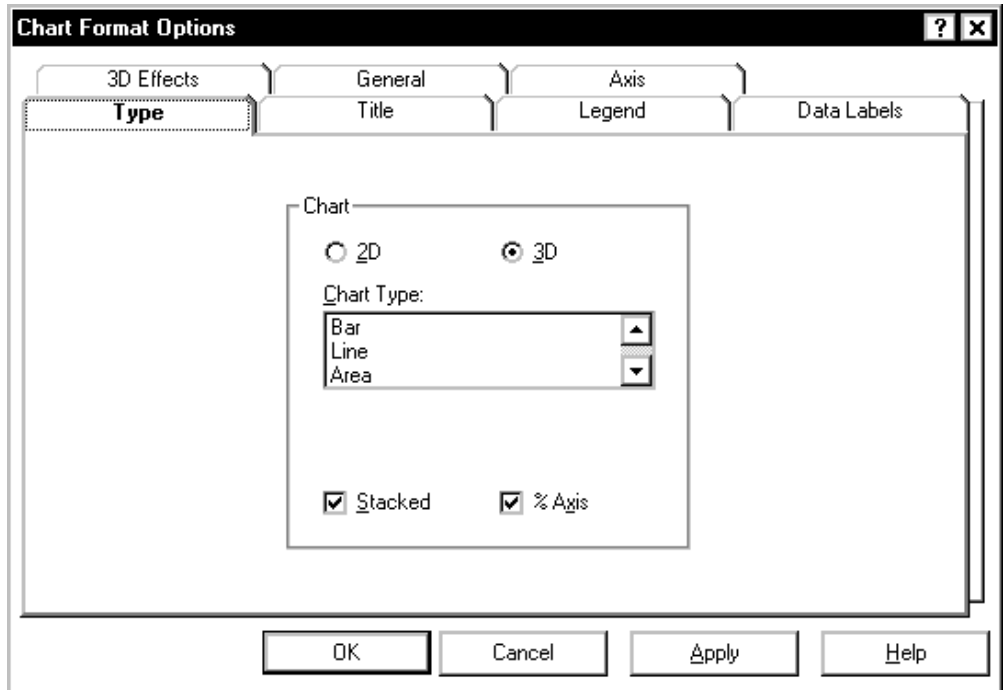 Chart Format Options
3D Effects General Axis
Type Title Legend Data Labels
Chart
2D 3D
Chart Type:
Bar
Line
Area
Stacked % Axis
OK Cancel Apply Help